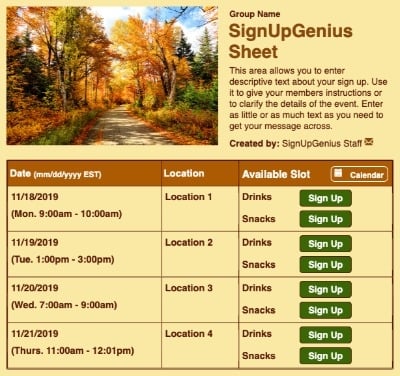 Group Name
SignUpGenius
Sheet
This area allows you to enter
descriptive text about your sign up. Use
it to give your members instructions or
to clarify the details of the event. Enter
as little or as much text as you need to
get your message across.
Created by: SignUpGenius Staff
Date (mm/dd/yyyy EST) Location Available Slot Calendar
11/18/2019 Location 1 Drinks Sign Up
(Mon. 9:00am - 10:00am)
Snacks Sign Up
11/19/2019 Location 2 Drinks Sign Up
(Tue. 1:00pm - 3:00pm)
Snacks Sign Up
11/20/2019 Location 3 Drinks Sign Up
(Wed. 7:00am - 9:00am)
Snacks Sign Up
11/21/2019 Location 4 Drinks Sign Up
(Thurs. 11:00am - 12:01pm)
Snacks Sign Up